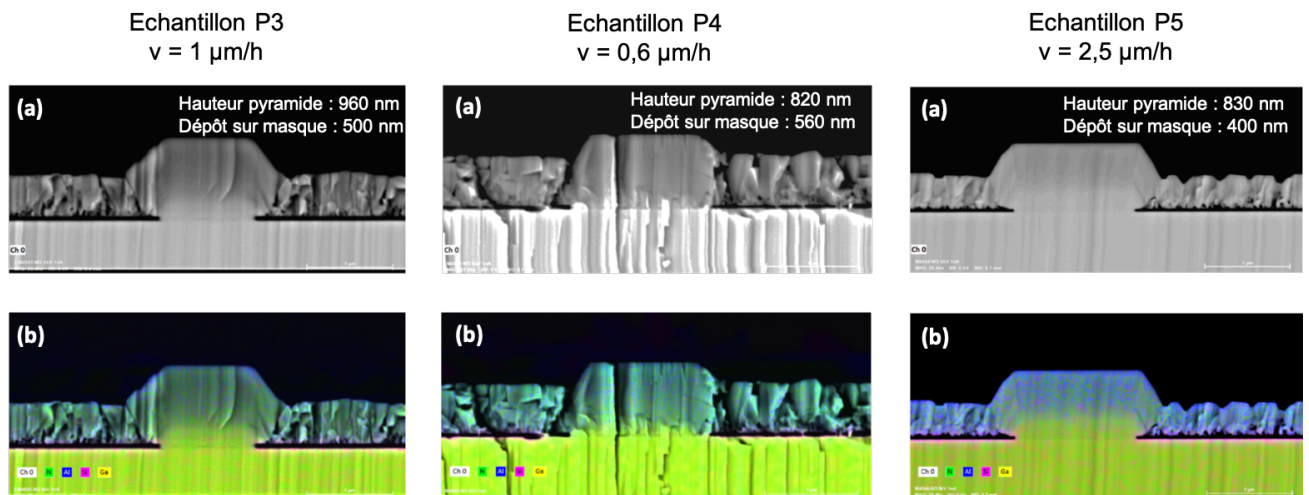 Echantillon P3
v = 1 µm/h
Echantillon P4
v = 0,6 µm/h
Echantillon P5
v = 2,5 µm/h
(a)
Hauteur pyramide : 960 nm
Dépôt sur masque : 500 nm
Ch 0
(a)
Hauteur pyramide : 820 nm
Dépôt sur masque : 560 nm
Ch 0
(a)
Hauteur pyramide : 830 nm
Dépôt sur masque : 400 nm
Ch 0
(b)
Ch 0 N Al Si Ga
(b)
Ch 0 N Al Si Ga
(b)
Ch 0 N Al Si Ga